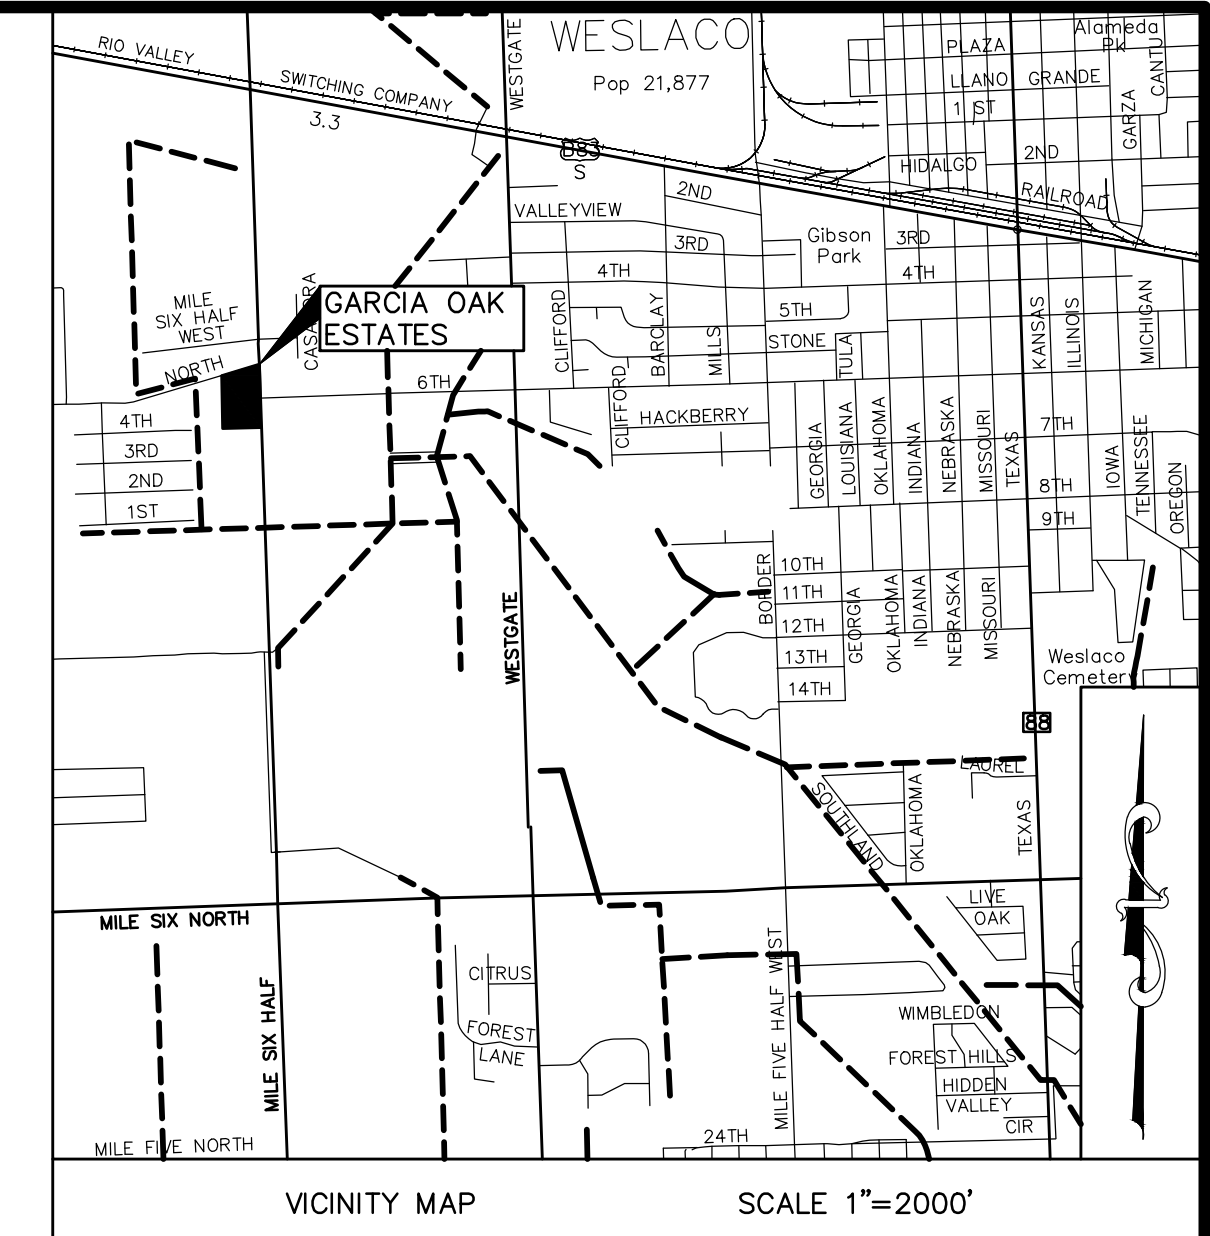 WESLACO
Pop 21,877
RIO VALLEY
SWITCHING COMPANY
3.3
WESTGATE
B83
S
PLAZA
Alameda
Pk
CANTU
LLANO GRANDE
1 ST
GARZA
HIDALGO
2ND
RAILROAD
2ND
VALLEYVIEW
3RD
Gibson
Park
3RD
4TH
4TH
MILE
SIX HALF
WEST
NORTH
GARCIA OAK
ESTATES
CLIFFORD
BARCLAY
MILLS
5TH
STONE
TULA
KANSAS
ILLINOIS
MICHIGAN
6TH
CLIFFORD
HACKBERRY
GEORGIA
LOUISIANA
OKLAHOMA
INDIANA
NEBRASKA
MISSOURI
TEXAS
7TH
IOWA
TENNESSEE
OREGON
8TH
9TH
4TH
3RD
2ND
1ST
BORDER
10TH
11TH
12TH
13TH
14TH
GEORGIA
OKLAHOMA
INDIANA
NEBRASKA
MISSOURI
WESTGATE
Weslaco
Cemetery
88
LAUREL
SOUTHLAND
OKLAHOMA
TEXAS
MILE SIX NORTH
LIVE
OAK
MILE SIX HALF
CITRUS
FOREST
LANE
MILE FIVE HALF WEST
WIMBLEDON
FOREST HILLS
HIDDEN
VALLEY
CIR
24TH
MILE FIVE NORTH
VICINITY MAP
SCALE 1"=2000'